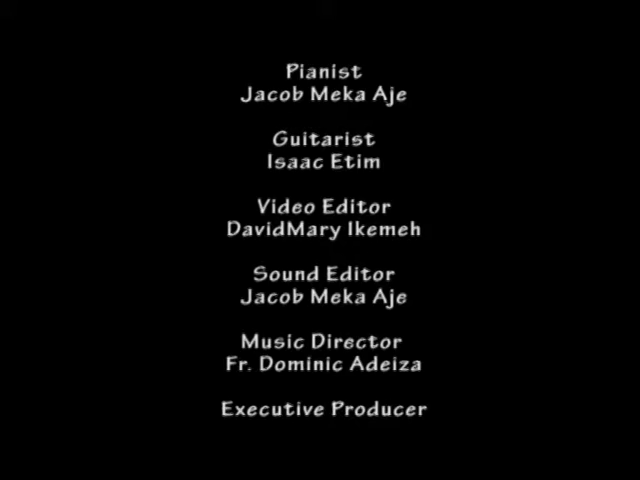 Pianist
Jacob Meka Aje
Guitarist
Isaac Etim
Video Editor
DavidMary Ikemeh
Sound Editor
Jacob Meka Aje
Music Director
Fr. Dominic Adeiza
Executive Producer